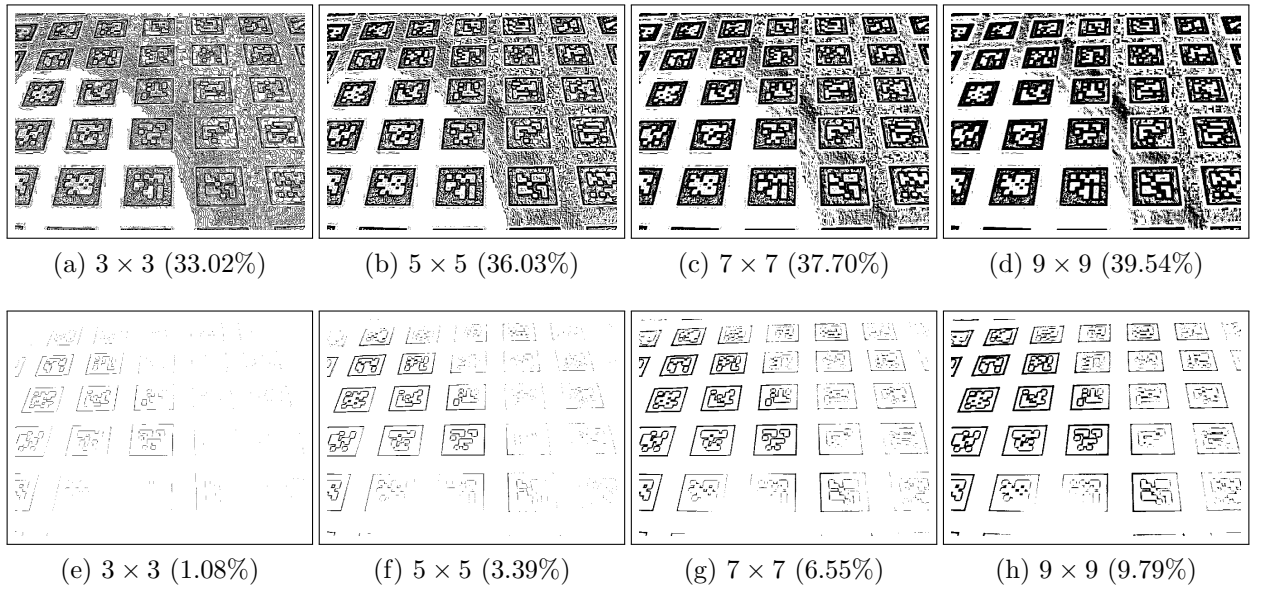 (a) 3 × 3 (33.02%) (b) 5 × 5 (36.03%) (c) 7 × 7 (37.70%) (d) 9 × 9 (39.54%)
(e) 3 × 3 (1.08%) (f) 5 × 5 (3.39%) (g) 7 × 7 (6.55%) (h) 9 × 9 (9.79%)